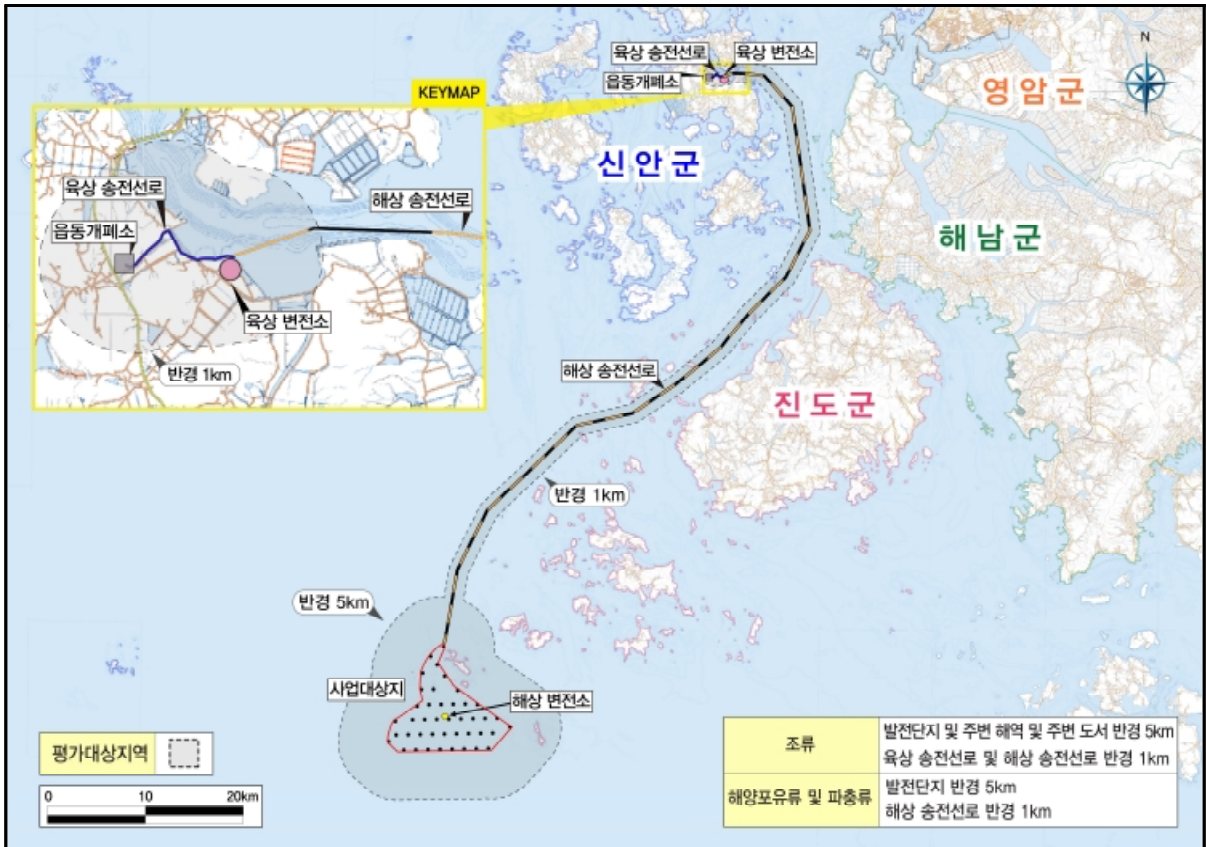 육상 송전선로
육상 변전소
읍동개폐소
N
KEYMAP
영암군
신안군
육상 송전선로
해상 송전선로
읍동개폐소
해남군
육상 변전소
반경 1km
해상 송전선로
진도군
반경 1km
반경 5km
사업대상지
해상 변전소
평가대상지역
0 10 20km
조류
발전단지 및 주변 해역 및 주변 도서 반경 5km
육상 송전선로 및 해상 송전선로 반경 1km
해양포유류 및 파충류
발전단지 반경 5km
해상 송전선로 반경 1km